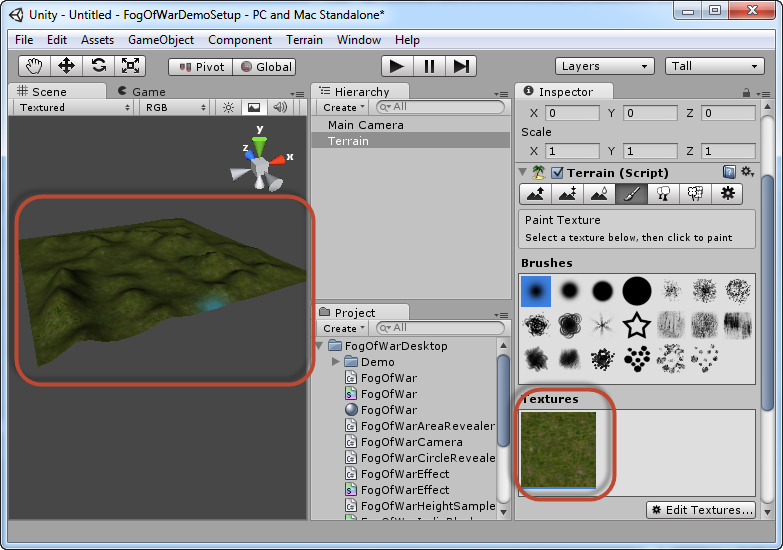 Unity - Untitled - FogOfWarDemoSetup - PC and Mac Standalone*
File Edit Assets GameObject Component Terrain Window Help
Pivot Global Layers Tall
Scene Game
Textured RGB
y
z
x
Hierarchy
Create All
Main Camera
Terrain
Project
Create All
FogOfWarDesktop
Demo
FogOfWar
FogOfWar
FogOfWar
FogOfWarAreaRevealer
FogOfWarCamera
FogOfWarCircleReveale
FogOfWarEffect
FogOfWarEffect
FogOfWarHeightSample
Inspector
X 0 Y 0 Z 0
Scale
X 1 Y 1 Z 1
Terrain (Script)
Paint Texture
Select a texture below, then click to paint
Brushes
Textures
Edit Textures...